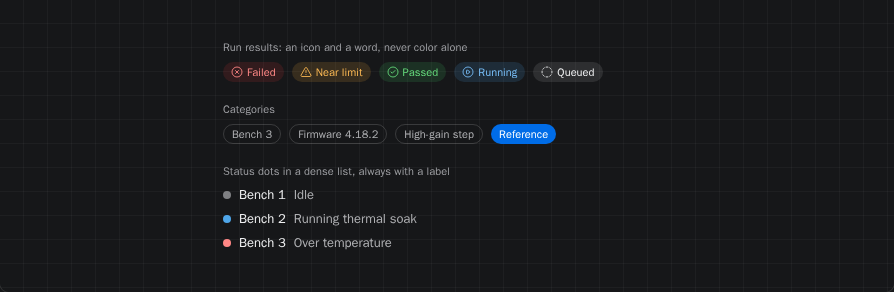 Run results: an icon and a word, never color alone
Failed Near limit Passed Running Queued
Categories
Bench 3 Firmware 4.18.2 High-gain step Reference
Status dots in a dense list, always with a label
Bench 1 Idle
Bench 2 Running thermal soak
Bench 3 Over temperature